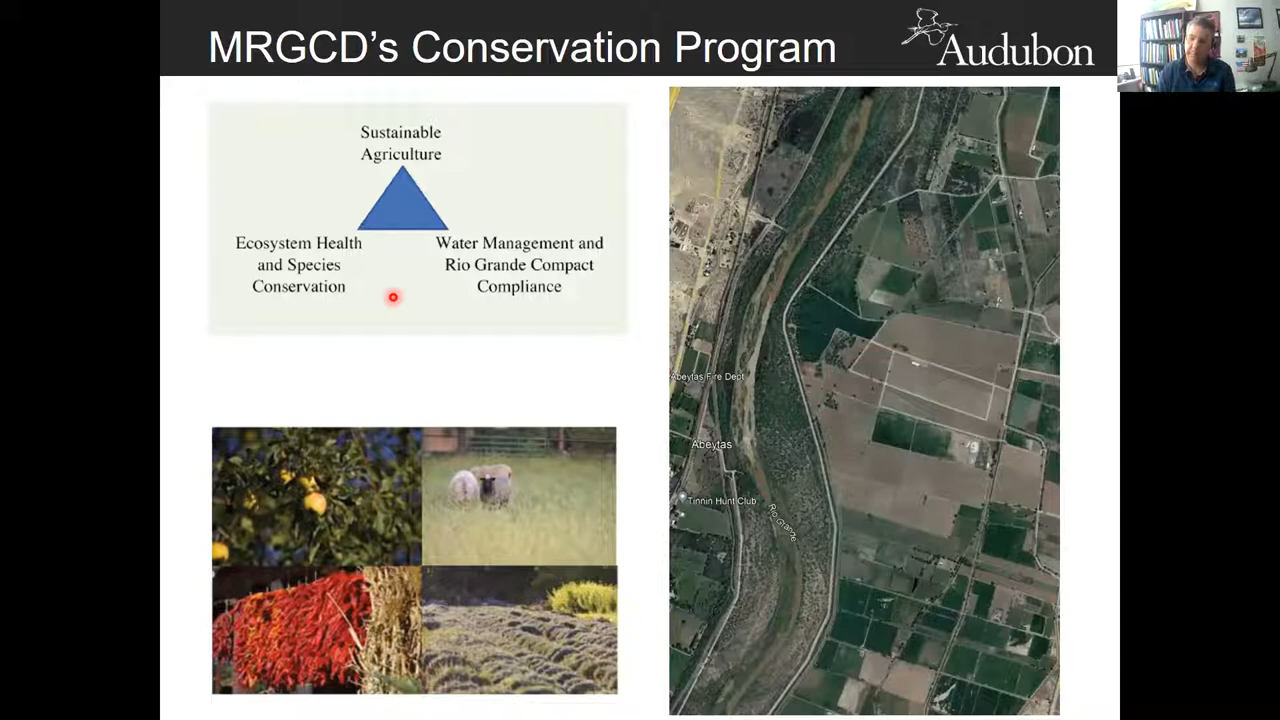 MRGCD's Conservation Program
Audubon
Sustainable
Agriculture
Ecosystem Health
and Species
Conservation
Water Management and
Rio Grande Compact
Compliance
Abeytas Fire Dept
Abeytas
Tinnin Hunt Club
Rio Grande